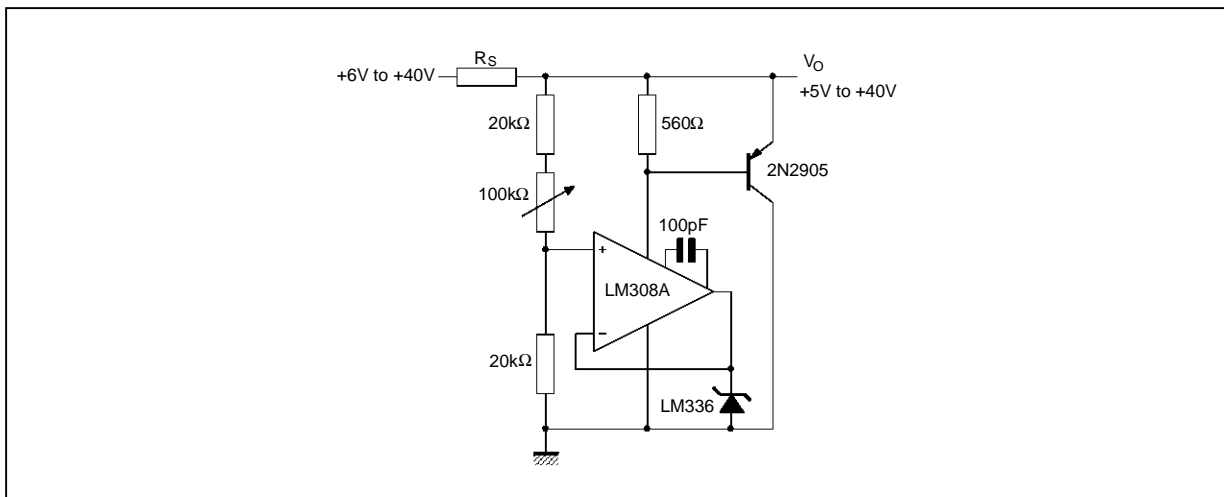 +6V to +40V
RS
VO
+5V to +40V
20kΩ
560Ω
2N2905
100kΩ
100pF
+
LM308A
−
20kΩ
LM336